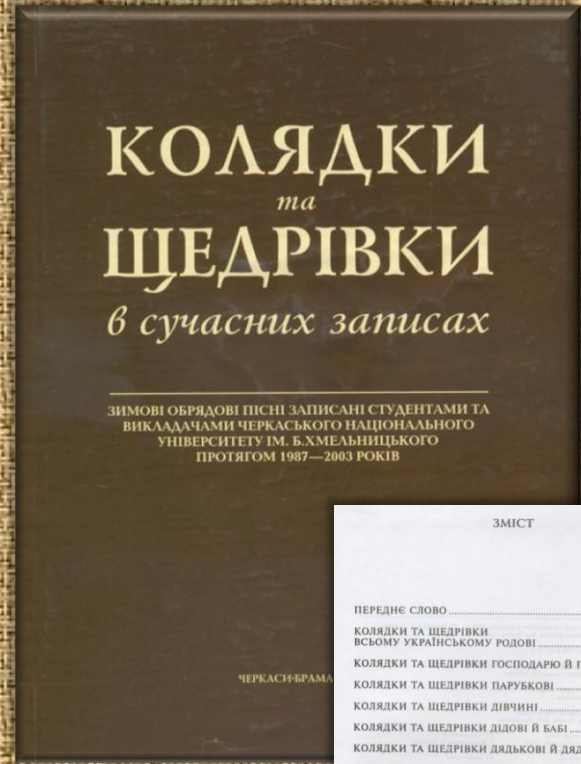 КОЛЯДКИ
та
ЩЕДРІВКИ
в сучасних записах
ЗИМОВІ ОБРЯДОВІ ПІСНІ ЗАПИСАНІ СТУДЕНТАМИ ТА
ВИКЛАДАЧАМИ ЧЕРКАСЬКОГО НАЦІОНАЛЬНОГО
УНІВЕРСИТЕТУ ІМ. Б.ХМЕЛЬНИЦЬКОГО
ПРОТЯГОМ 1987—2003 РОКІВ
ЧЕРКАСИ-БРАМА
ЗМІСТ
ПЕРЕДНЄ СЛОВО
КОЛЯДКИ ТА ЩЕДРІВКИ
ВСЬОМУ УКРАЇНСЬКОМУ РОДОВІ
КОЛЯДКИ ТА ЩЕДРІВКИ ГОСПОДАРЮ Й
КОЛЯДКИ ТА ЩЕДРІВКИ ПАРУБКОВІ
КОЛЯДКИ ТА ЩЕДРІВКИ ДІВЧИНІ
КОЛЯДКИ ТА ЩЕДРІВКИ ДІДОВІ Й БАБІ
КОЛЯДКИ ТА ЩЕДРІВКИ ДЯДЬКОВІ Й